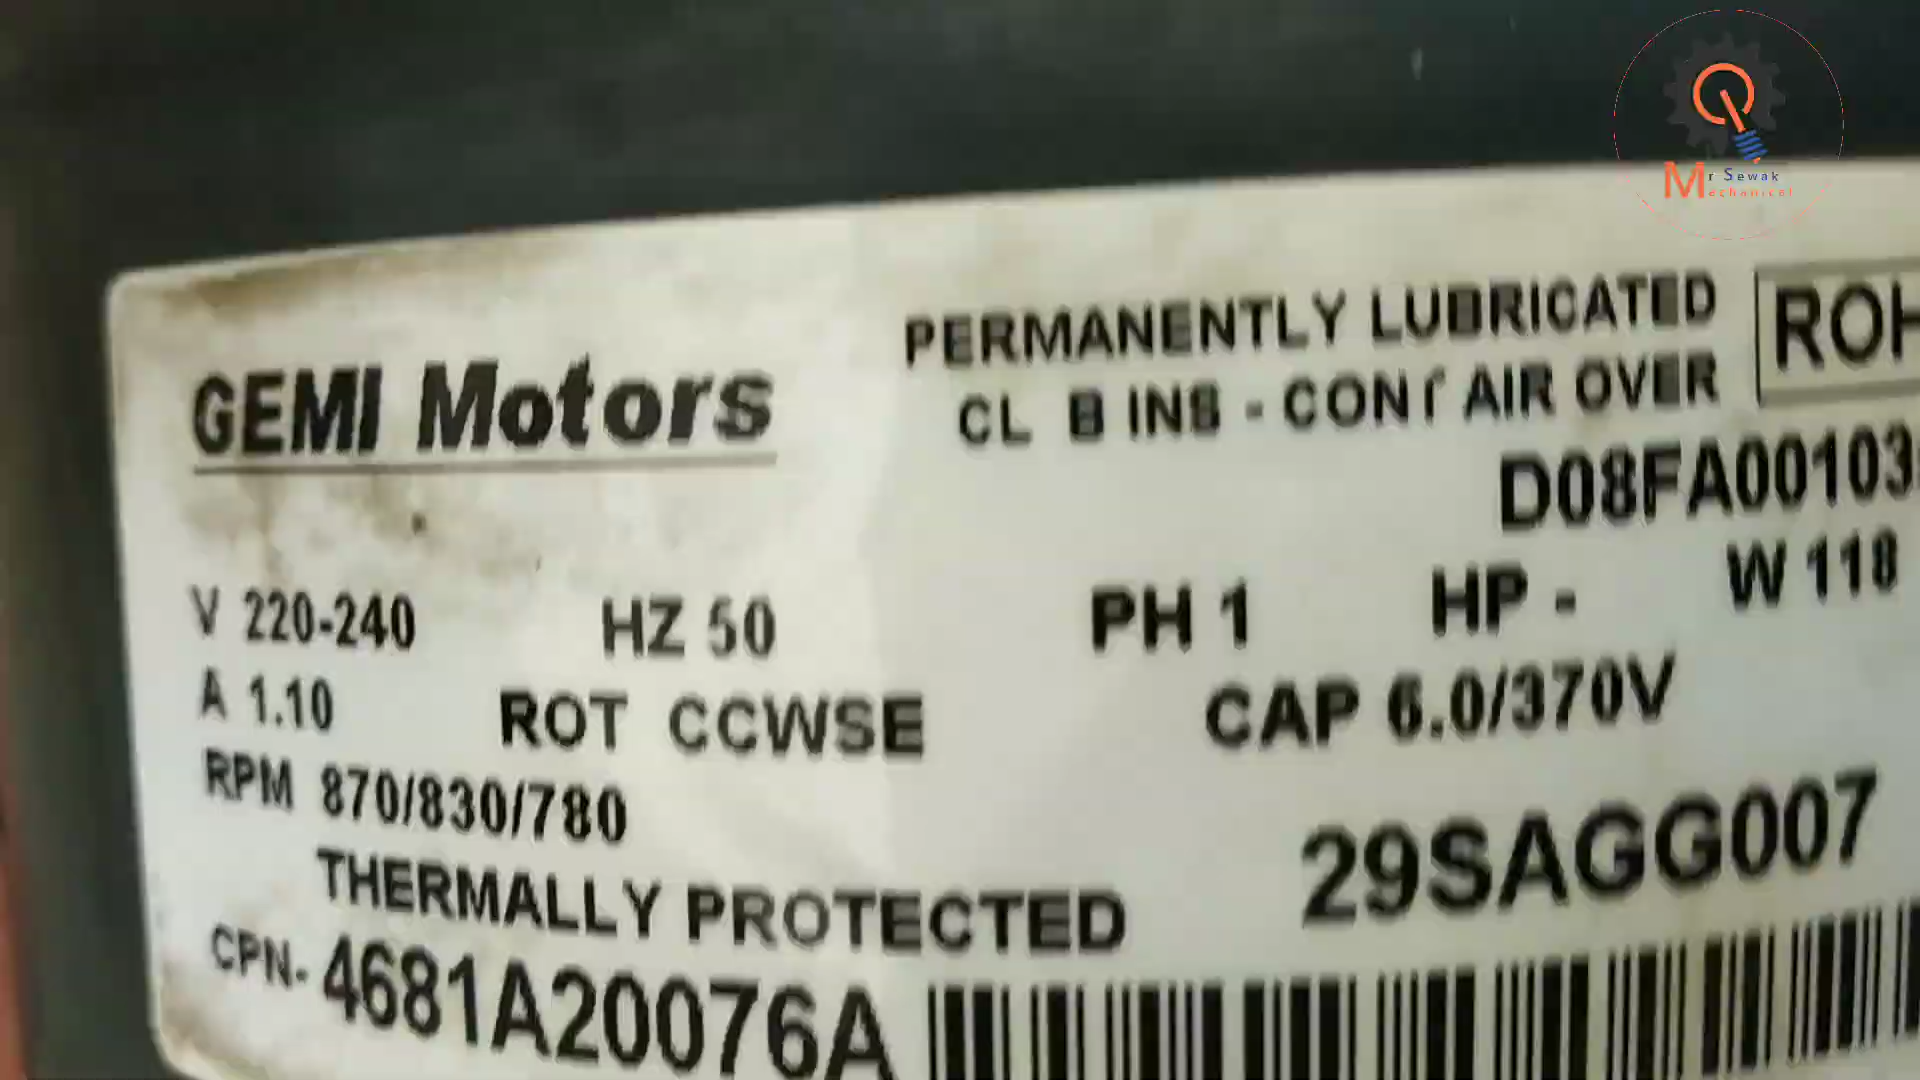 Mr Sewak
Mechanical
GEMI Motors
PERMANENTLY LUBRICATED
CL B INS - CONT AIR OVER
ROH
D08FA00103
V 220-240 HZ 50 PH 1 HP - W 118
A 1.10 ROT CCWSE CAP 6.0/370V
RPM 870/830/780
THERMALLY PROTECTED
29SAGG007
CPN-4681A20076A